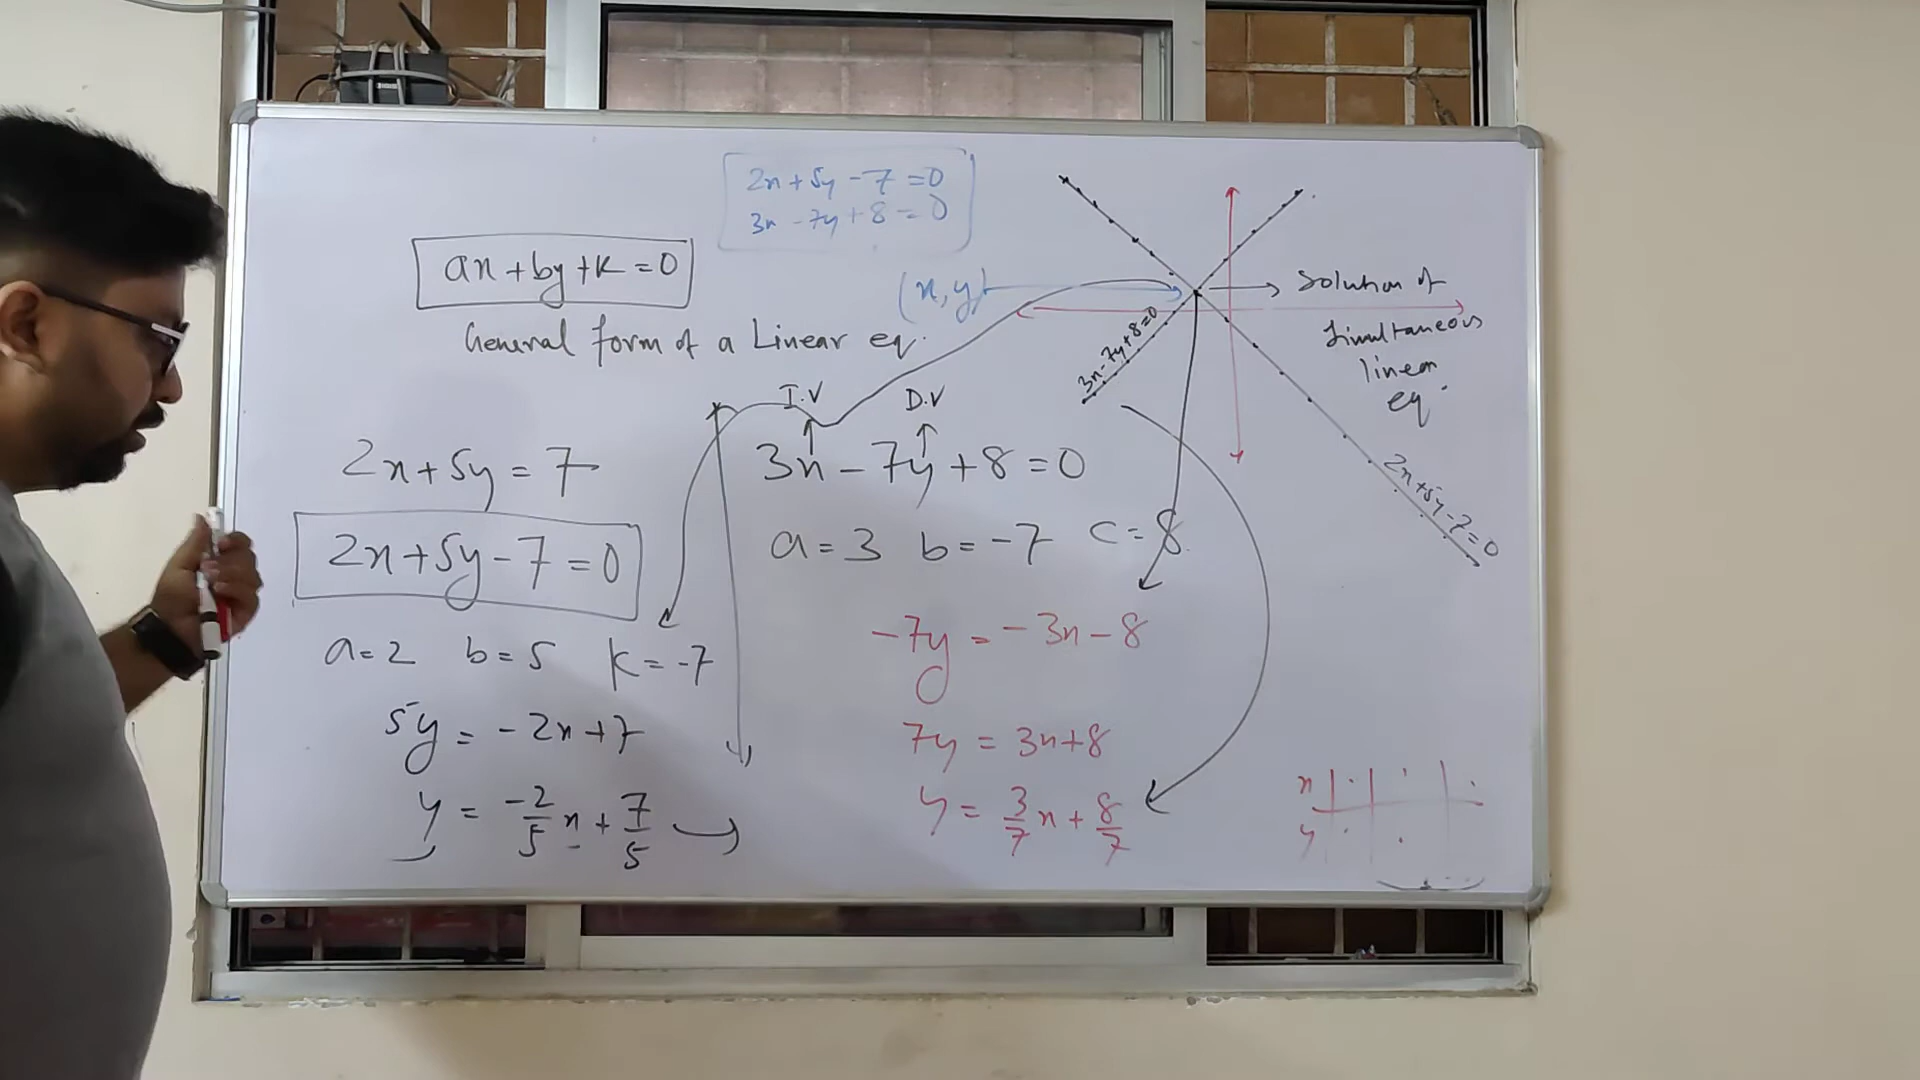 2x+5y-7=0
3x-7y+8=0
ax+by+k=0
General form of a Linear eq.
(x,y)
Solution of
Simultaneous
linear
eq
3x-7y+8=0
2x+5y-7=0
2x+5y=7
2x+5y-7=0
a=2 b=5 k=-7
5y=-2x+7
y=-2/5x+7/5
I.V D.V
3x-7y+8=0
a=3 b=-7 c=8
-7y=-3x-8
7y=3x+8
y=3/7x+8/7
x
y